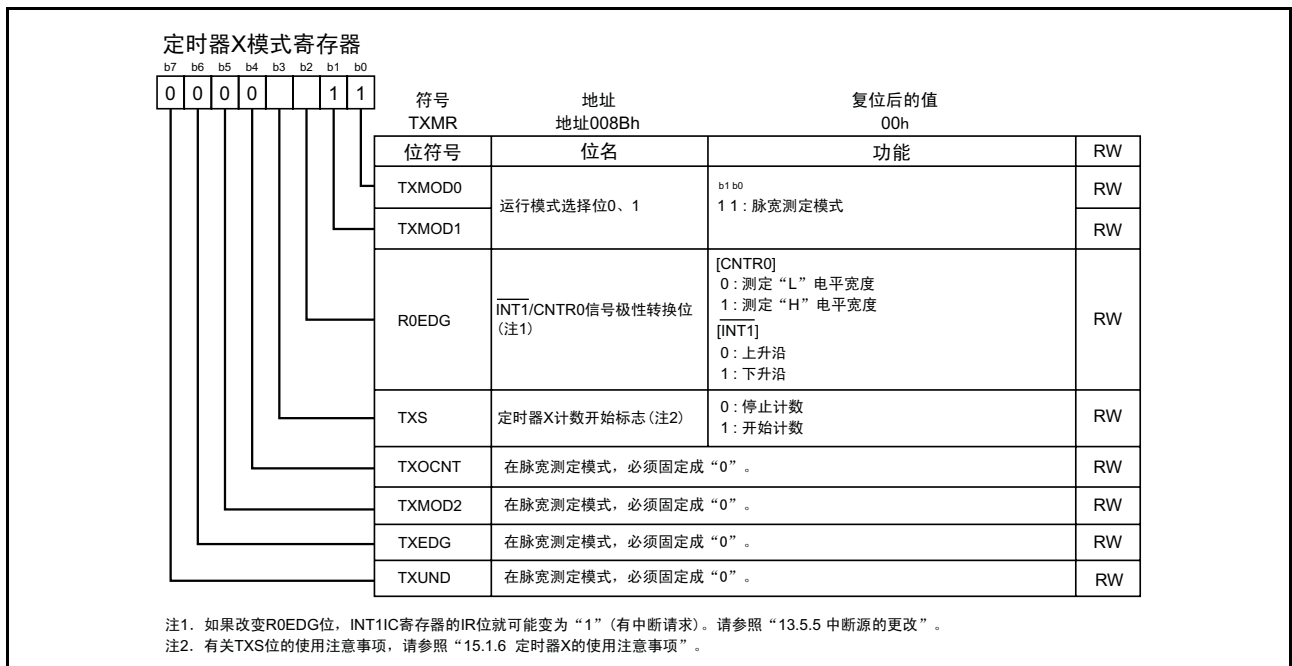 定时器X模式寄存器
b7 b6 b5 b4 b3 b2 b1 b0
0 0 0 0 1 1
符号 地址 复位后的值
TXMR 地址008Bh 00h
位符号 位名 功能 RW
TXMOD0 运行模式选择位0、1 b1 b0 RW
1 1 : 脉宽测定模式
TXMOD1 RW
R0EDG INT1/CNTR0信号极性转换位(注1) RW
[CNTR0]
0 : 测定“L”电平宽度
1 : 测定“H”电平宽度
[INT1]
0 : 上升沿
1 : 下升沿
TXS 定时器X计数开始标志(注2) RW
0 : 停止计数
1 : 开始计数
TXOCNT 在脉宽测定模式，必须固定成“0”。 RW
TXMOD2 在脉宽测定模式，必须固定成“0”。 RW
TXEDG 在脉宽测定模式，必须固定成“0”。 RW
TXUND 在脉宽测定模式，必须固定成“0”。 RW
注1. 如果改变R0EDG位，INT1IC寄存器的IR位就可能变为“1”(有中断请求)。请参照“13.5.5 中断源的更改”。
注2. 有关TXS位的使用注意事项，请参照“15.1.6 定时器X的使用注意事项”。